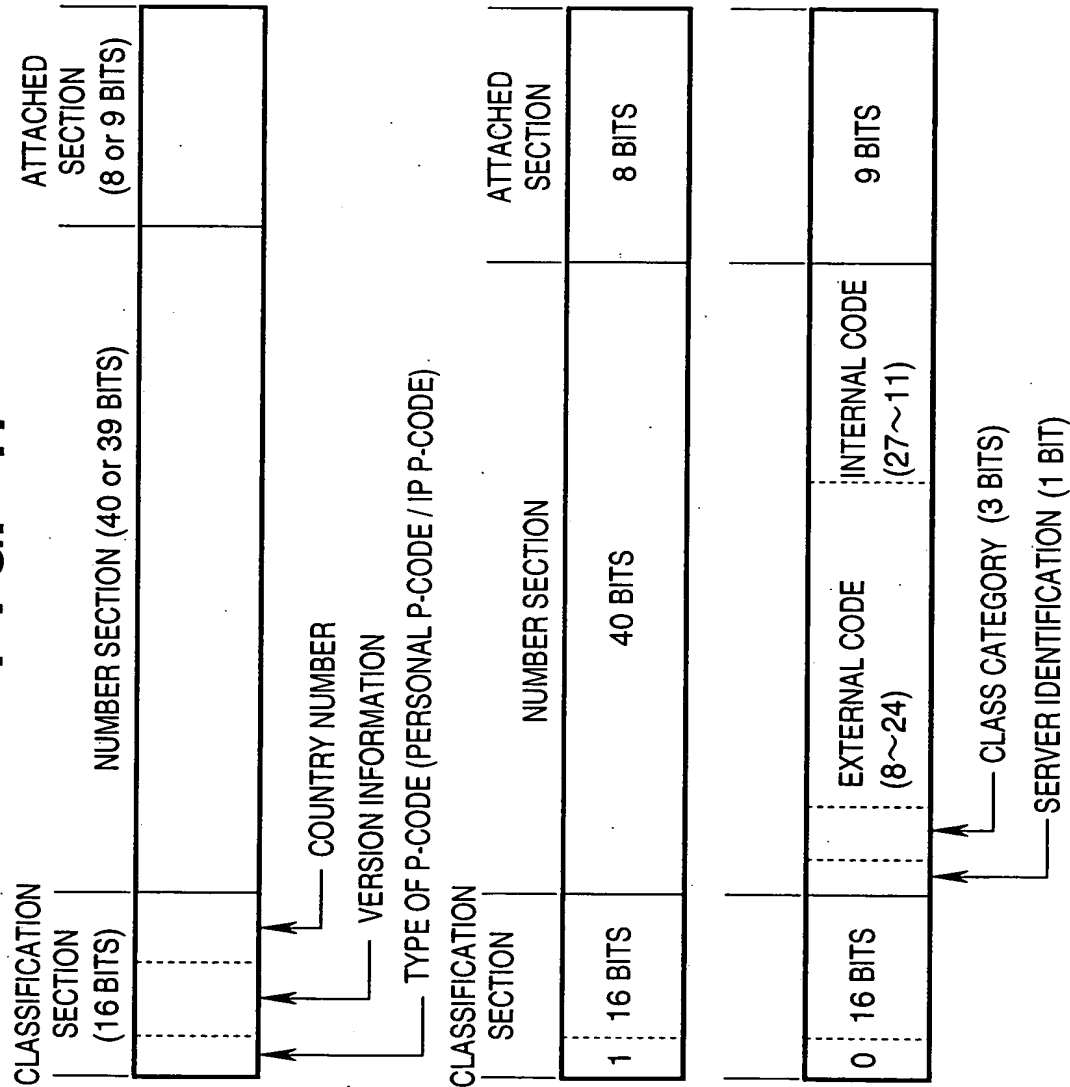 CLASSIFICATION
SECTION
(16 BITS)
NUMBER SECTION (40 or 39 BITS)
ATTACHED
SECTION
(8 or 9 BITS)
COUNTRY NUMBER
VERSION INFORMATION
TYPE OF P-CODE (PERSONAL P-CODE / IP P-CODE)
CLASSIFICATION
SECTION
NUMBER SECTION
ATTACHED
SECTION
1 16 BITS
40 BITS
8 BITS
0 16 BITS
EXTERNAL CODE
(8~24)
INTERNAL CODE
(27~11)
9 BITS
CLASS CATEGORY (3 BITS)
SERVER IDENTIFICATION (1 BIT)